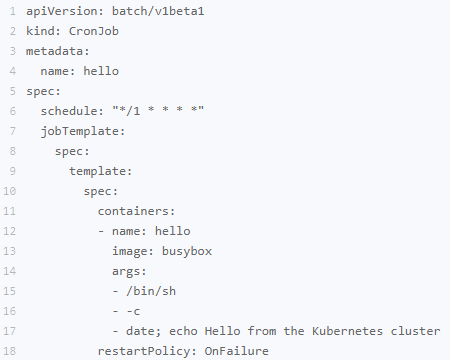 1 apiVersion: batch/v1beta1
2 kind: CronJob
3 metadata:
4   name: hello
5 spec:
6   schedule: "*/1 * * * *"
7   jobTemplate:
8     spec:
9       template:
10         spec:
11           containers:
12           - name: hello
13             image: busybox
14             args:
15             - /bin/sh
16             - -c
17             - date; echo Hello from the Kubernetes cluster
18           restartPolicy: OnFailure